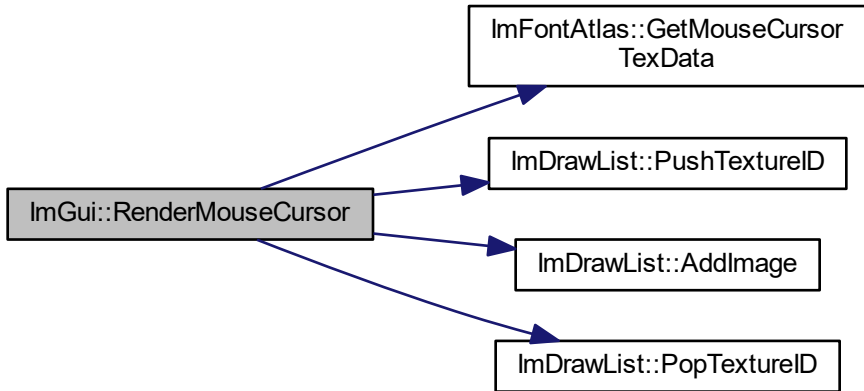 ImFontAtlas::GetMouseCursor
TexData
ImDrawList::PushTextureID
ImGui::RenderMouseCursor
ImDrawList::AddImage
ImDrawList::PopTextureID